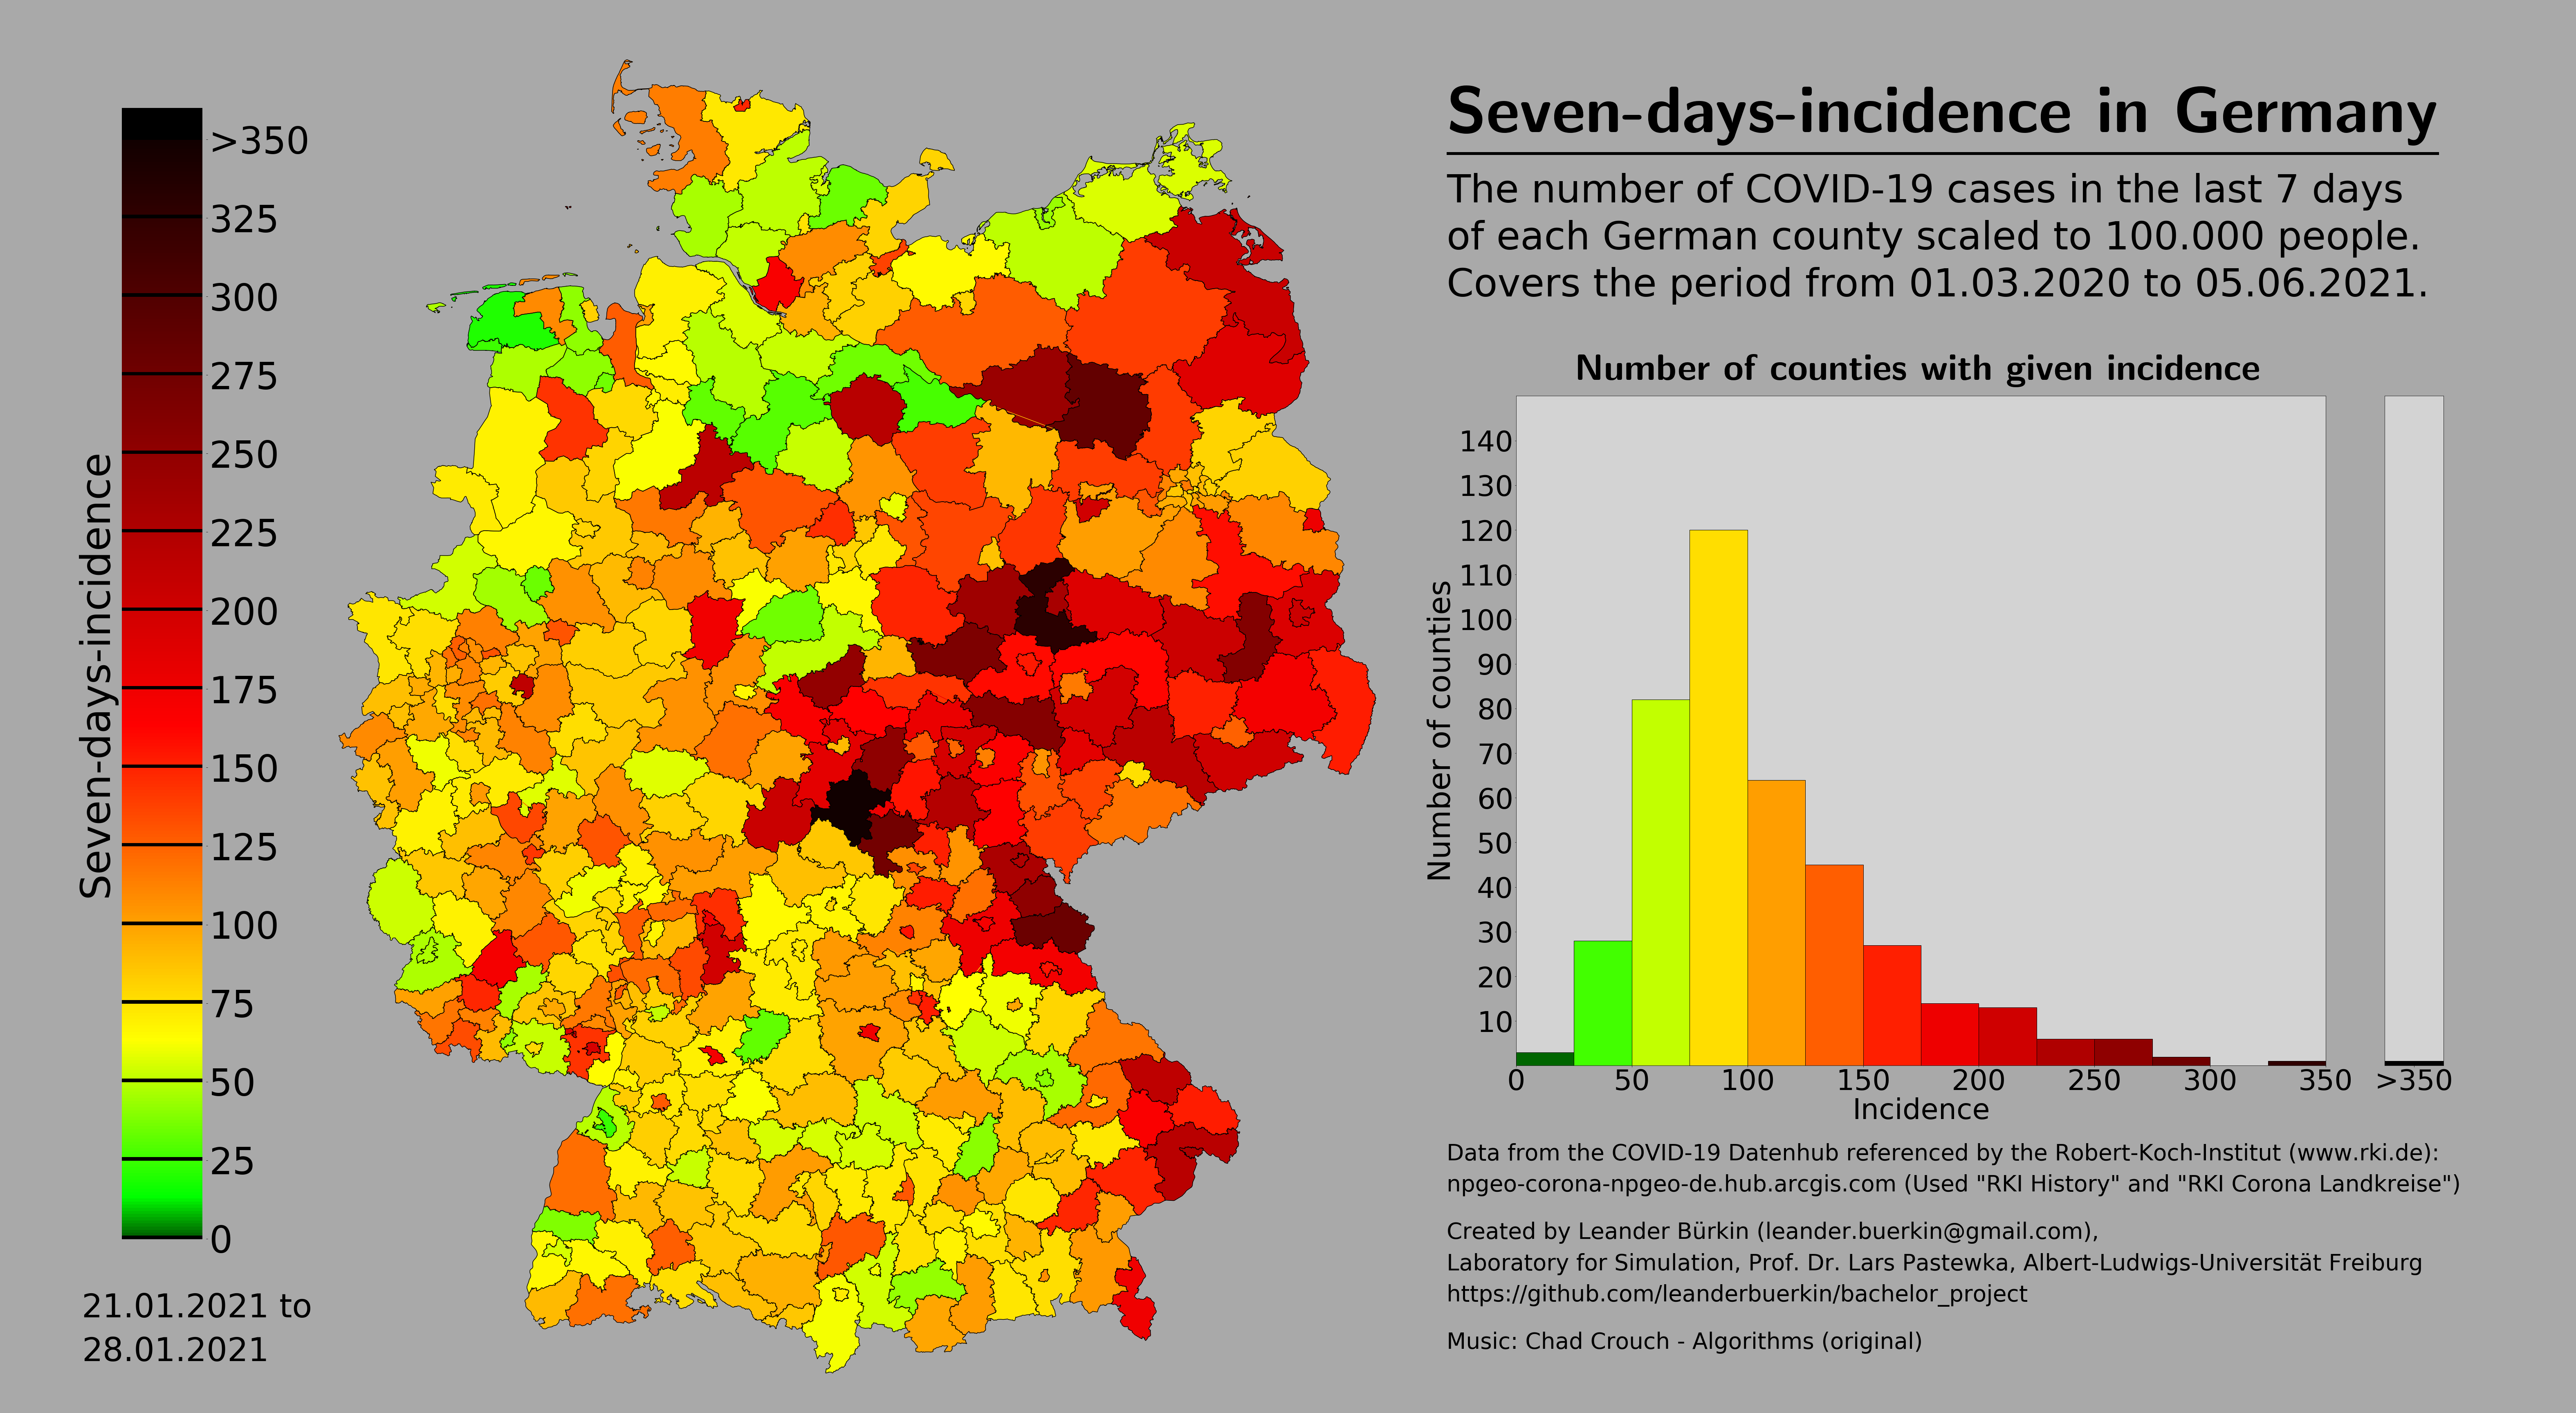 Seven-days-incidence
>350
325
300
275
250
225
200
175
150
125
100
75
50
25
0
21.01.2021 to
28.01.2021
Seven-days-incidence in Germany
The number of COVID-19 cases in the last 7 days
of each German county scaled to 100.000 people.
Covers the period from 01.03.2020 to 05.06.2021.
Number of counties with given incidence
Number of counties
140
130
120
110
100
90
80
70
60
50
40
30
20
10
0 50 100 150 200 250 300 350 >350
Incidence
Data from the COVID-19 Datenhub referenced by the Robert-Koch-Institut (www.rki.de):
npgeo-corona-npgeo-de.hub.arcgis.com (Used "RKI History" and "RKI Corona Landkreise")
Created by Leander Bürkin (leander.buerkin@gmail.com),
Laboratory for Simulation, Prof. Dr. Lars Pastewka, Albert-Ludwigs-Universität Freiburg
https://github.com/leanderbuerkin/bachelor_project
Music: Chad Crouch - Algorithms (original)